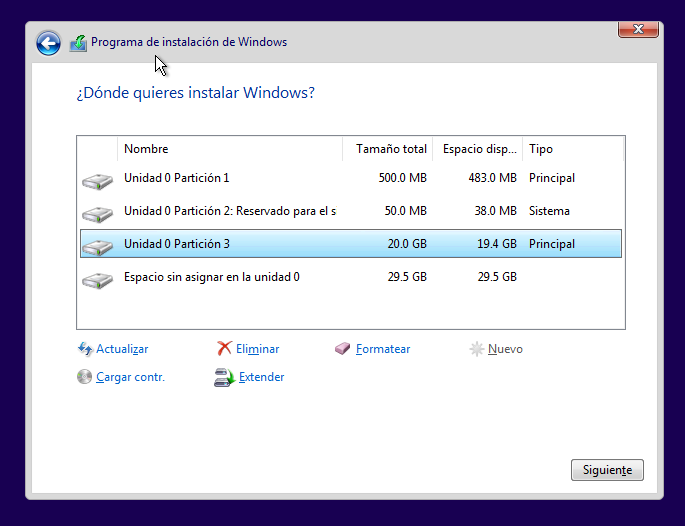 Programa de instalación de Windows
¿Dónde quieres instalar Windows?
Nombre Tamaño total Espacio disp... Tipo
Unidad 0 Partición 1 500.0 MB 483.0 MB Principal
Unidad 0 Partición 2: Reservado para el s 50.0 MB 38.0 MB Sistema
Unidad 0 Partición 3 20.0 GB 19.4 GB Principal
Espacio sin asignar en la unidad 0 29.5 GB 29.5 GB
Actualizar Eliminar Formatear Nuevo
Cargar contr. Extender
Siguiente